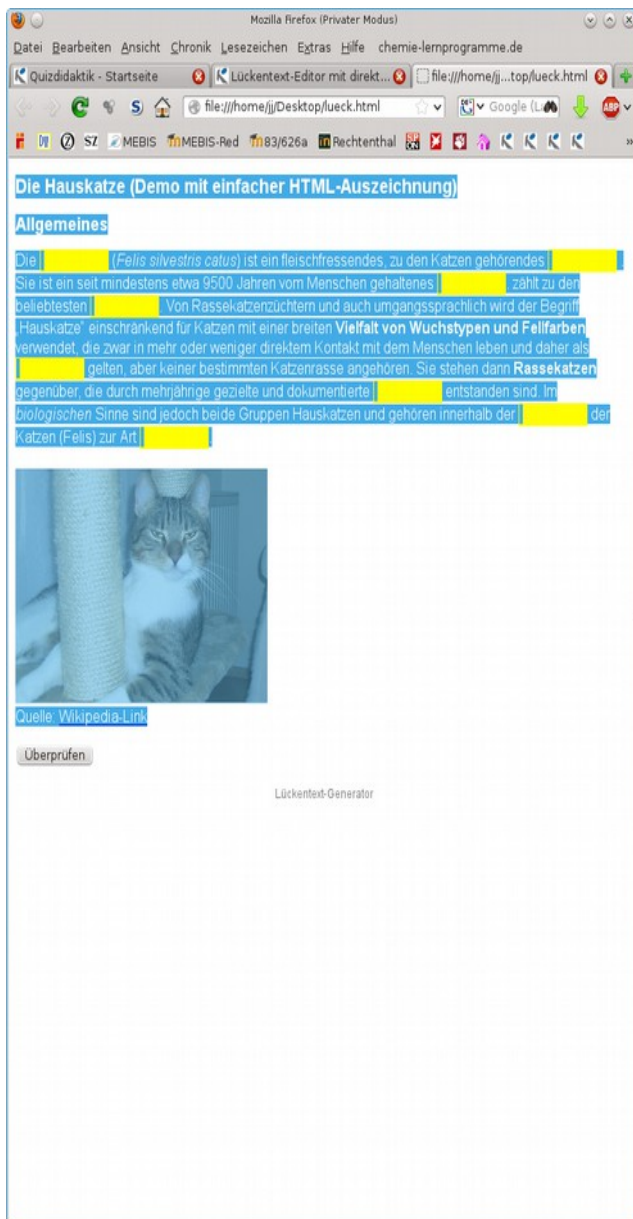 Mozilla Firefox (Privater Modus)
Datei Bearbeiten Ansicht Chronik Lesezeichen Extras Hilfe chemie-lernprogramme.de
Quizdidaktik - Startseite Lückentext-Editor mit direkt... file:///home/jj...top/lueck.html
file:///home/jj/Desktop/lueck.html Google ABP
SZ MEBIS MEBIS-Red 83/626a Rechtenthal »
Die Hauskatze (Demo mit einfacher HTML-Auszeichnung)
Allgemeines
Die (Felis silvestris catus) ist ein fleischfressendes, zu den Katzen gehörendes .
Sie ist ein seit mindestens etwa 9500 Jahren vom Menschen gehaltenes , zählt zu den
beliebtesten . Von Rassekatzenzüchtern und auch umgangssprachlich wird der Begriff
„Hauskatze“ einschränkend für Katzen mit einer breiten Vielfalt von Wuchstypen und Fellfarben
verwendet, die zwar in mehr oder weniger direktem Kontakt mit dem Menschen leben und daher als
gelten, aber keiner bestimmten Katzenrasse angehören. Sie stehen dann Rassekatzen
gegenüber, die durch mehrjährige gezielte und dokumentierte entstanden sind. Im
biologischen Sinne sind jedoch beide Gruppen Hauskatzen und gehören innerhalb der der
Katzen (Felis) zur Art .
Quelle: Wikipedia-Link
Überprüfen
Lückentext-Generator